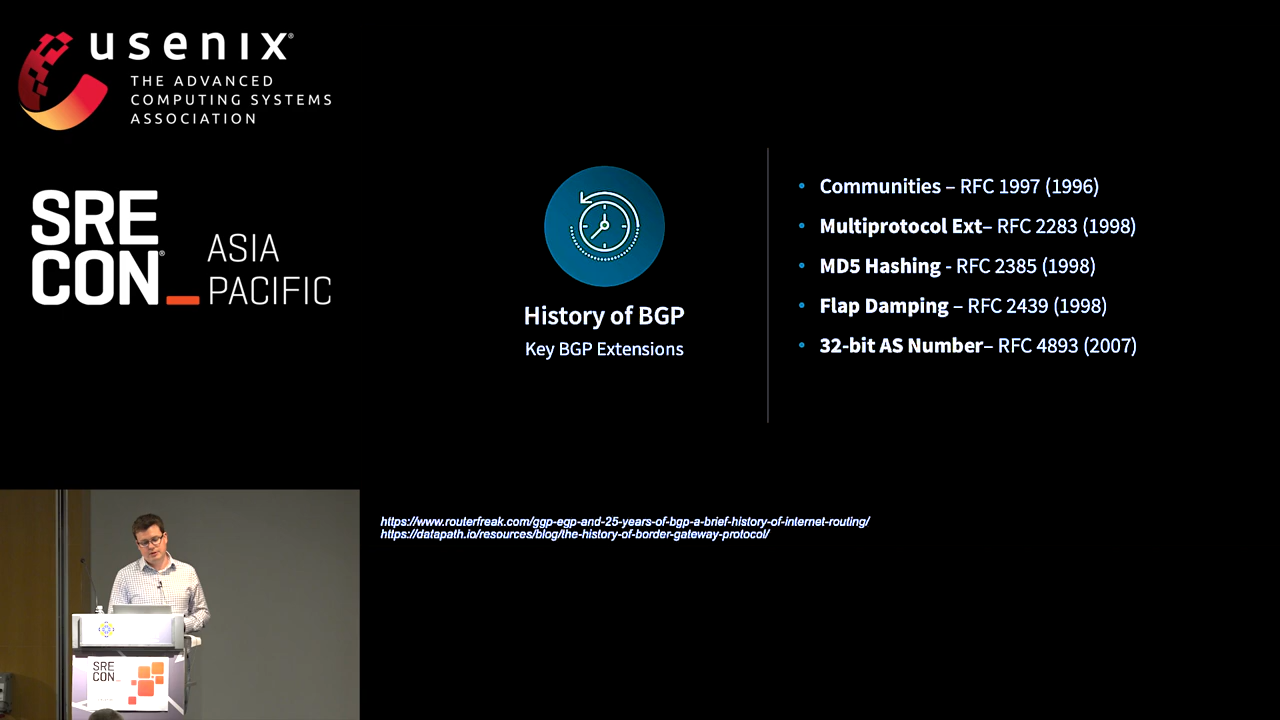 usenix®
THE ADVANCED
COMPUTING SYSTEMS
ASSOCIATION
SRE
CON®_
ASIA
PACIFIC
History of BGP
Key BGP Extensions
• Communities – RFC 1997 (1996)
• Multiprotocol Ext– RFC 2283 (1998)
• MD5 Hashing - RFC 2385 (1998)
• Flap Damping – RFC 2439 (1998)
• 32-bit AS Number– RFC 4893 (2007)
https://www.routerfreak.com/ggp-egp-and-25-years-of-bgp-a-brief-history-of-internet-routing/
https://datapath.io/resources/blog/the-history-of-border-gateway-protocol/
SRE
CON_